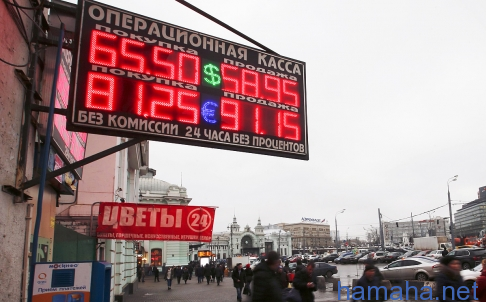 ОПЕРАЦИОННАЯ КАССА
покупка продажа
65.50 $ 58.95
покупка продажа
81.25 € 91.15
БЕЗ КОМИССИИ 24 ЧАСА БЕЗ ПРОЦЕНТОВ
ЦВЕТЫ 24
hamaha.net